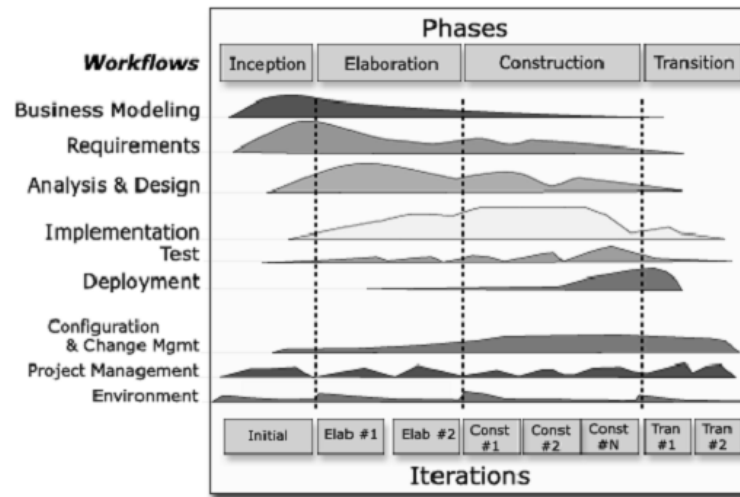 Phases
Workflows
Inception
Elaboration
Construction
Transition
Business Modeling
Requirements
Analysis & Design
Implementation
Test
Deployment
Configuration
& Change Mgmt
Project Management
Environment
Initial
Elab #1
Elab #2
Const
#1
Const
#2
Const
#N
Tran
#1
Tran
#2
Iterations